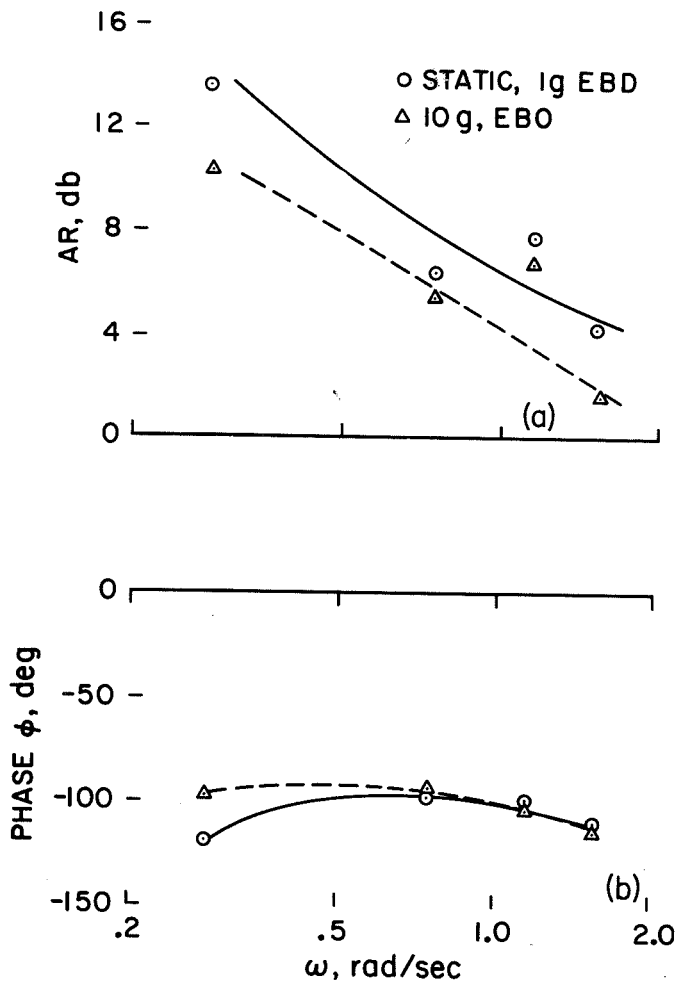 16
12
8
4
0
AR, db
STATIC, 1g EBD
10g, EBO
(a)
0
-50
-100
-150
PHASE ϕ, deg
(b)
.2 .5 1.0 2.0
ω, rad/sec